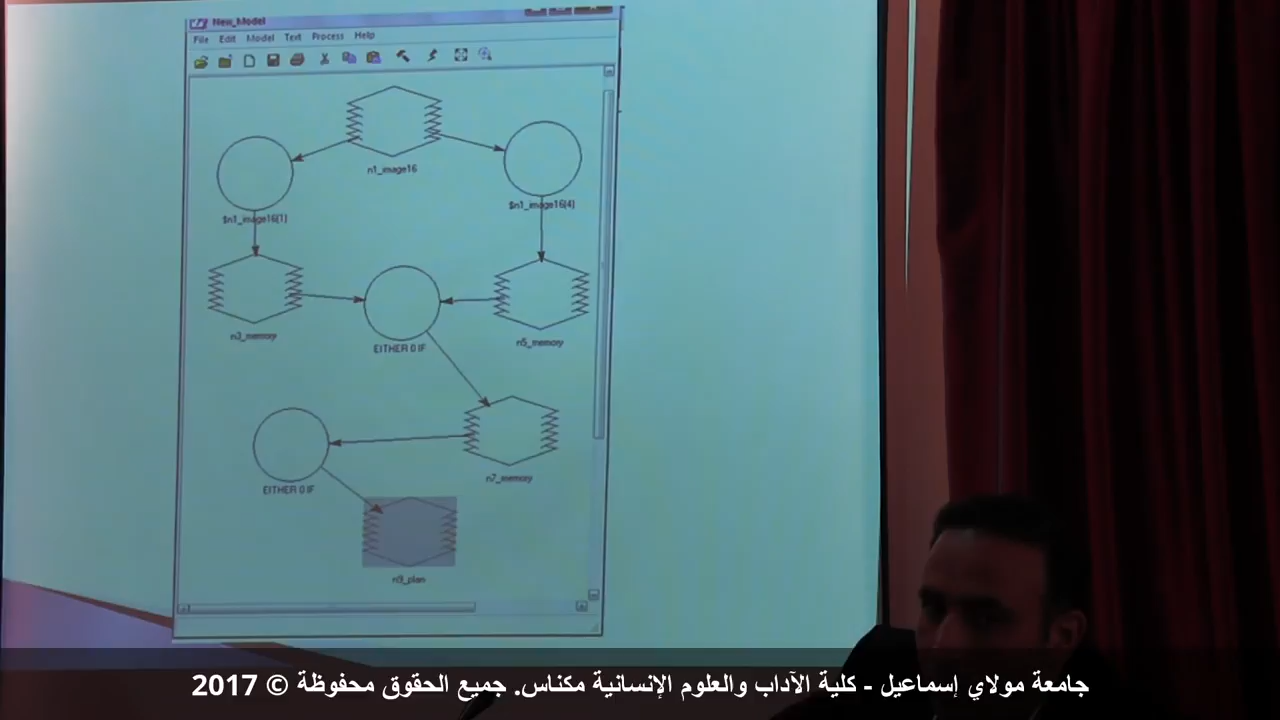 New_Model
File Edit Model Text Process Help
n1_image16
$n1_image16(1)
$n1_image16(4)
n3_memory
EITHER 0 IF
n5_memory
EITHER 0 IF
n7_memory
n9_plan
جامعة مولاي إسماعيل - كلية الآداب والعلوم الإنسانية مكناس. جميع الحقوق محفوظة © 2017